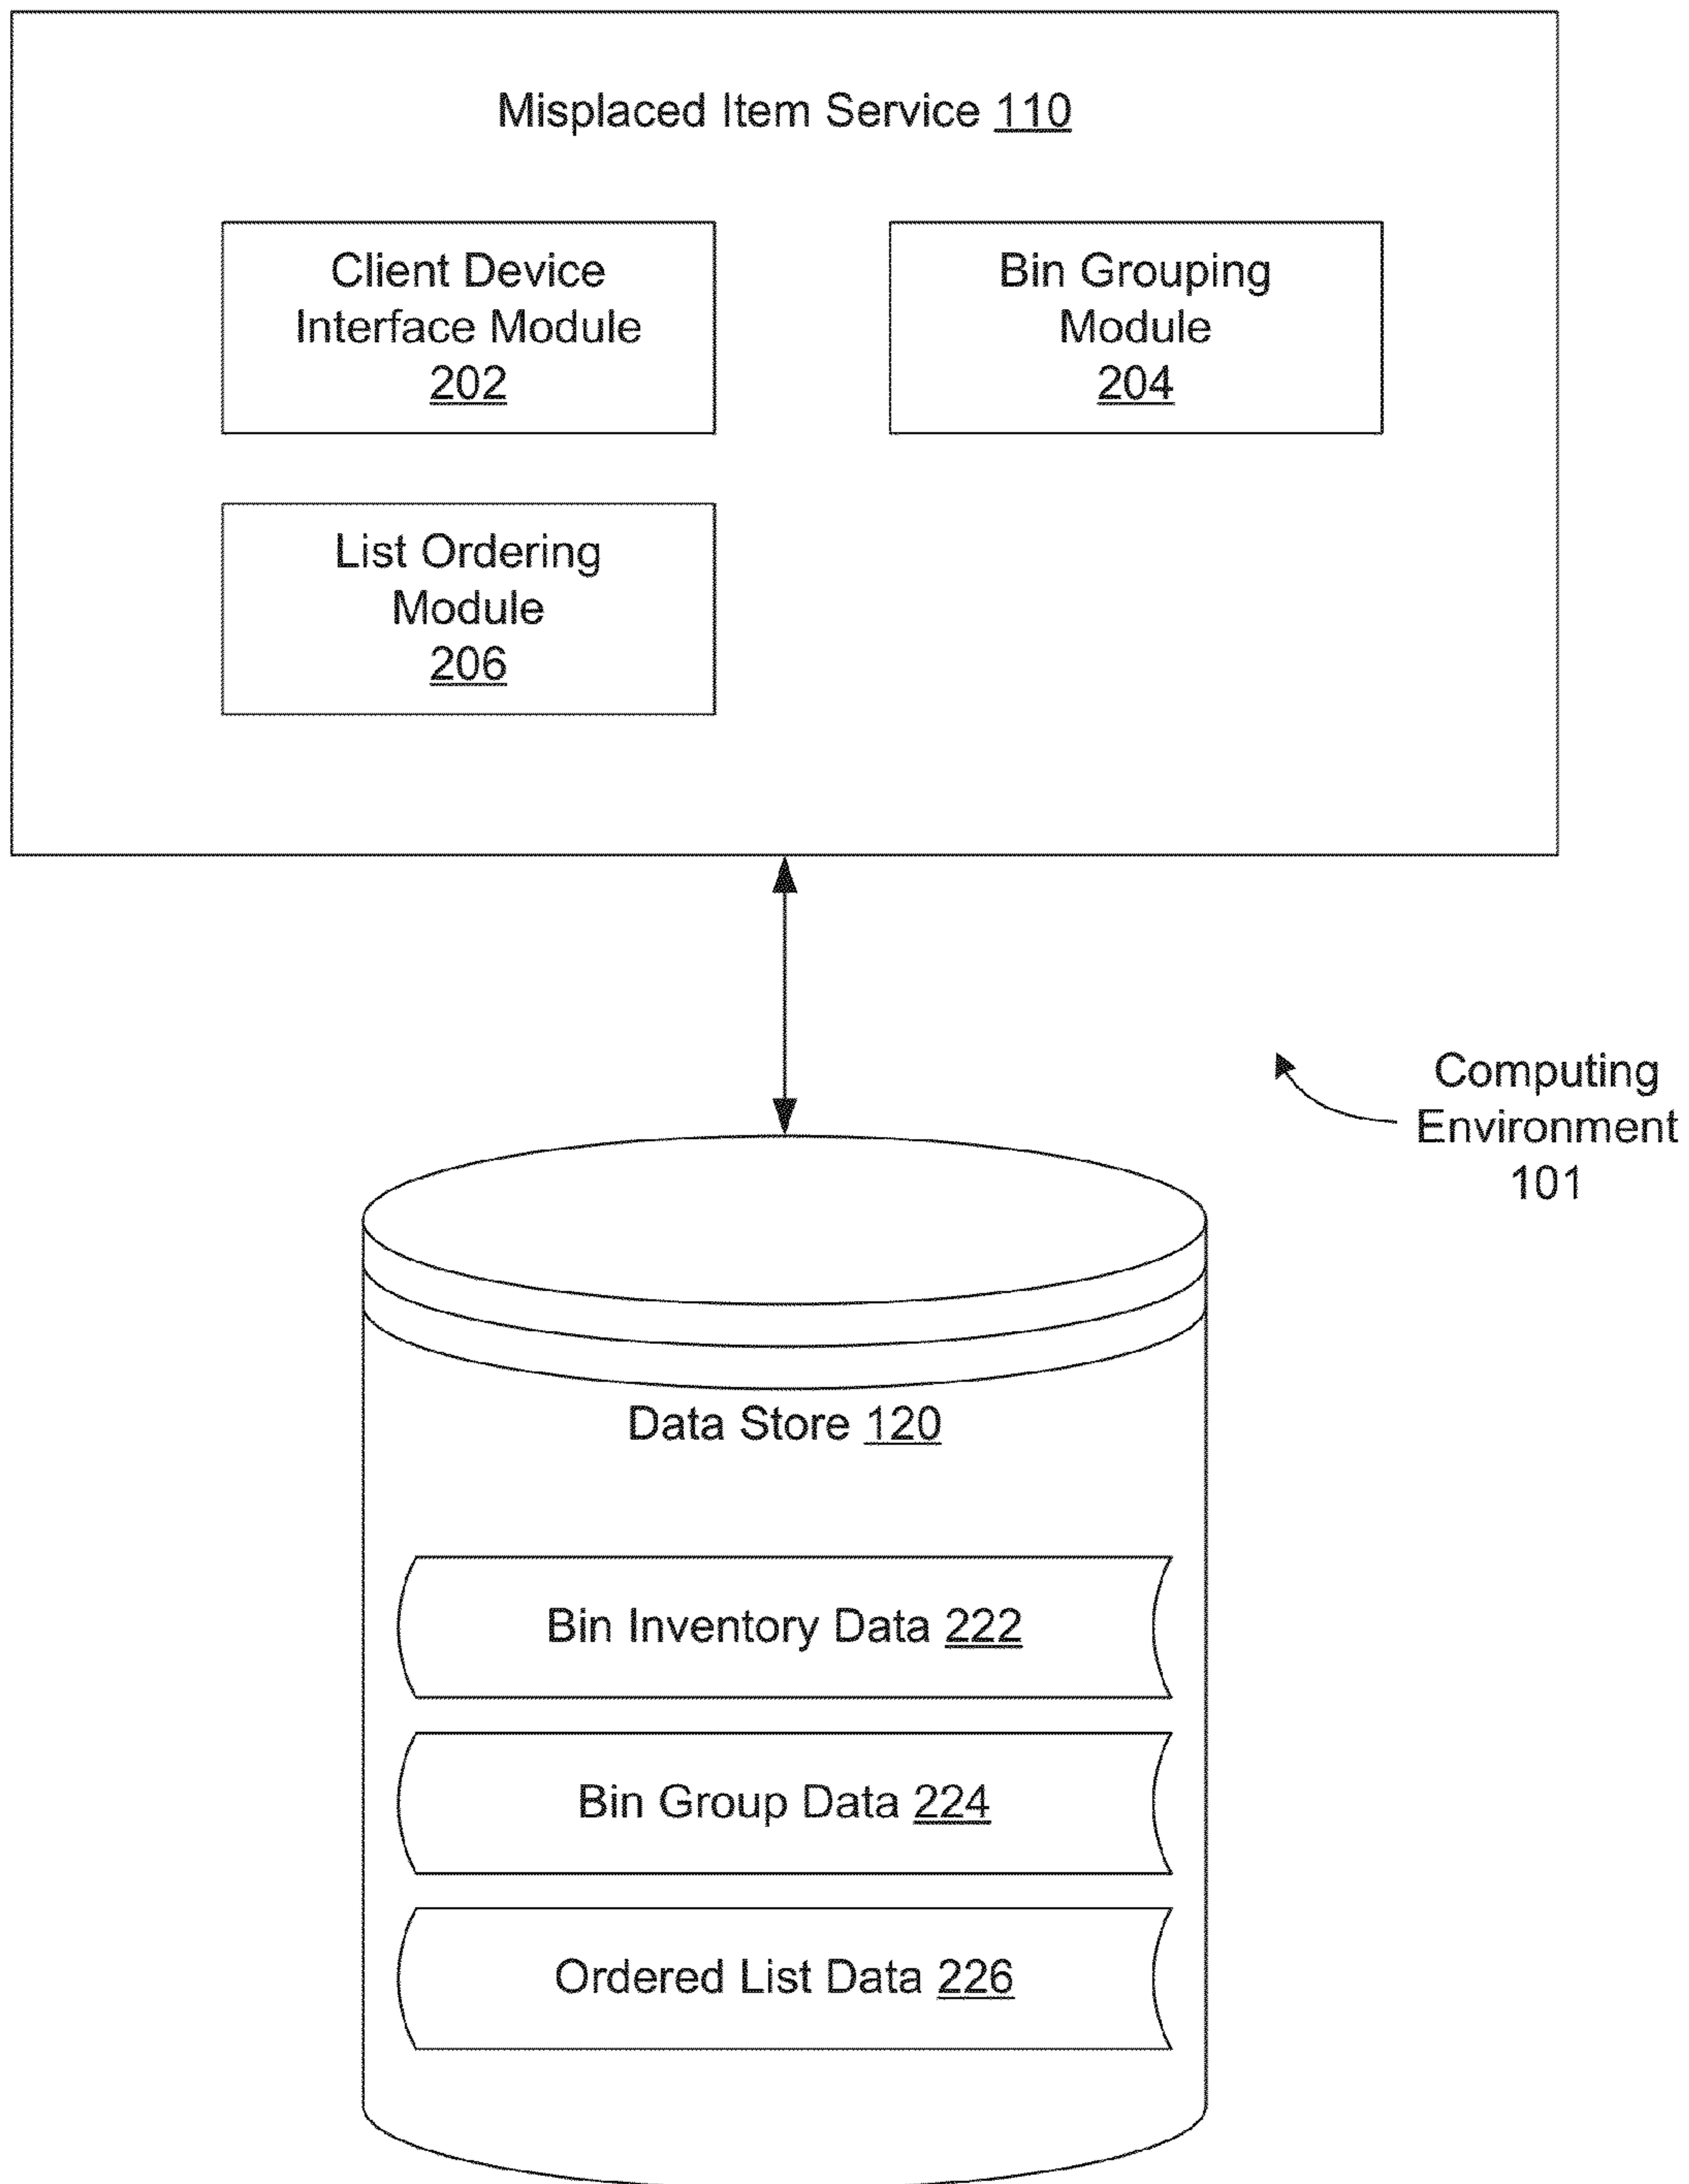 Misplaced Item Service 110
Client Device
Interface Module
202
Bin Grouping
Module
204
List Ordering
Module
206
Computing
Environment
101
Data Store 120
Bin Inventory Data 222
Bin Group Data 224
Ordered List Data 226